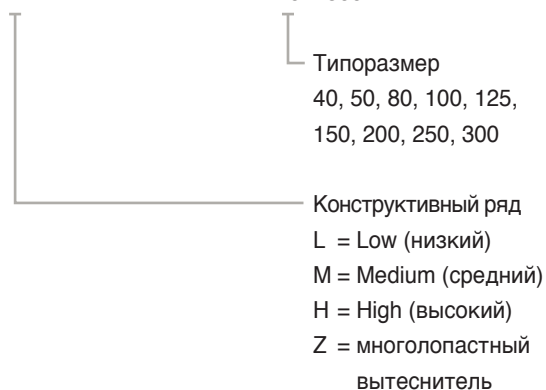 Типоразмер
40, 50, 80, 100, 125,
150, 200, 250, 300
Конструктивный ряд
L = Low (низкий)
M = Medium (средний)
H = High (высокий)
Z = многолопастный
вытеснитель